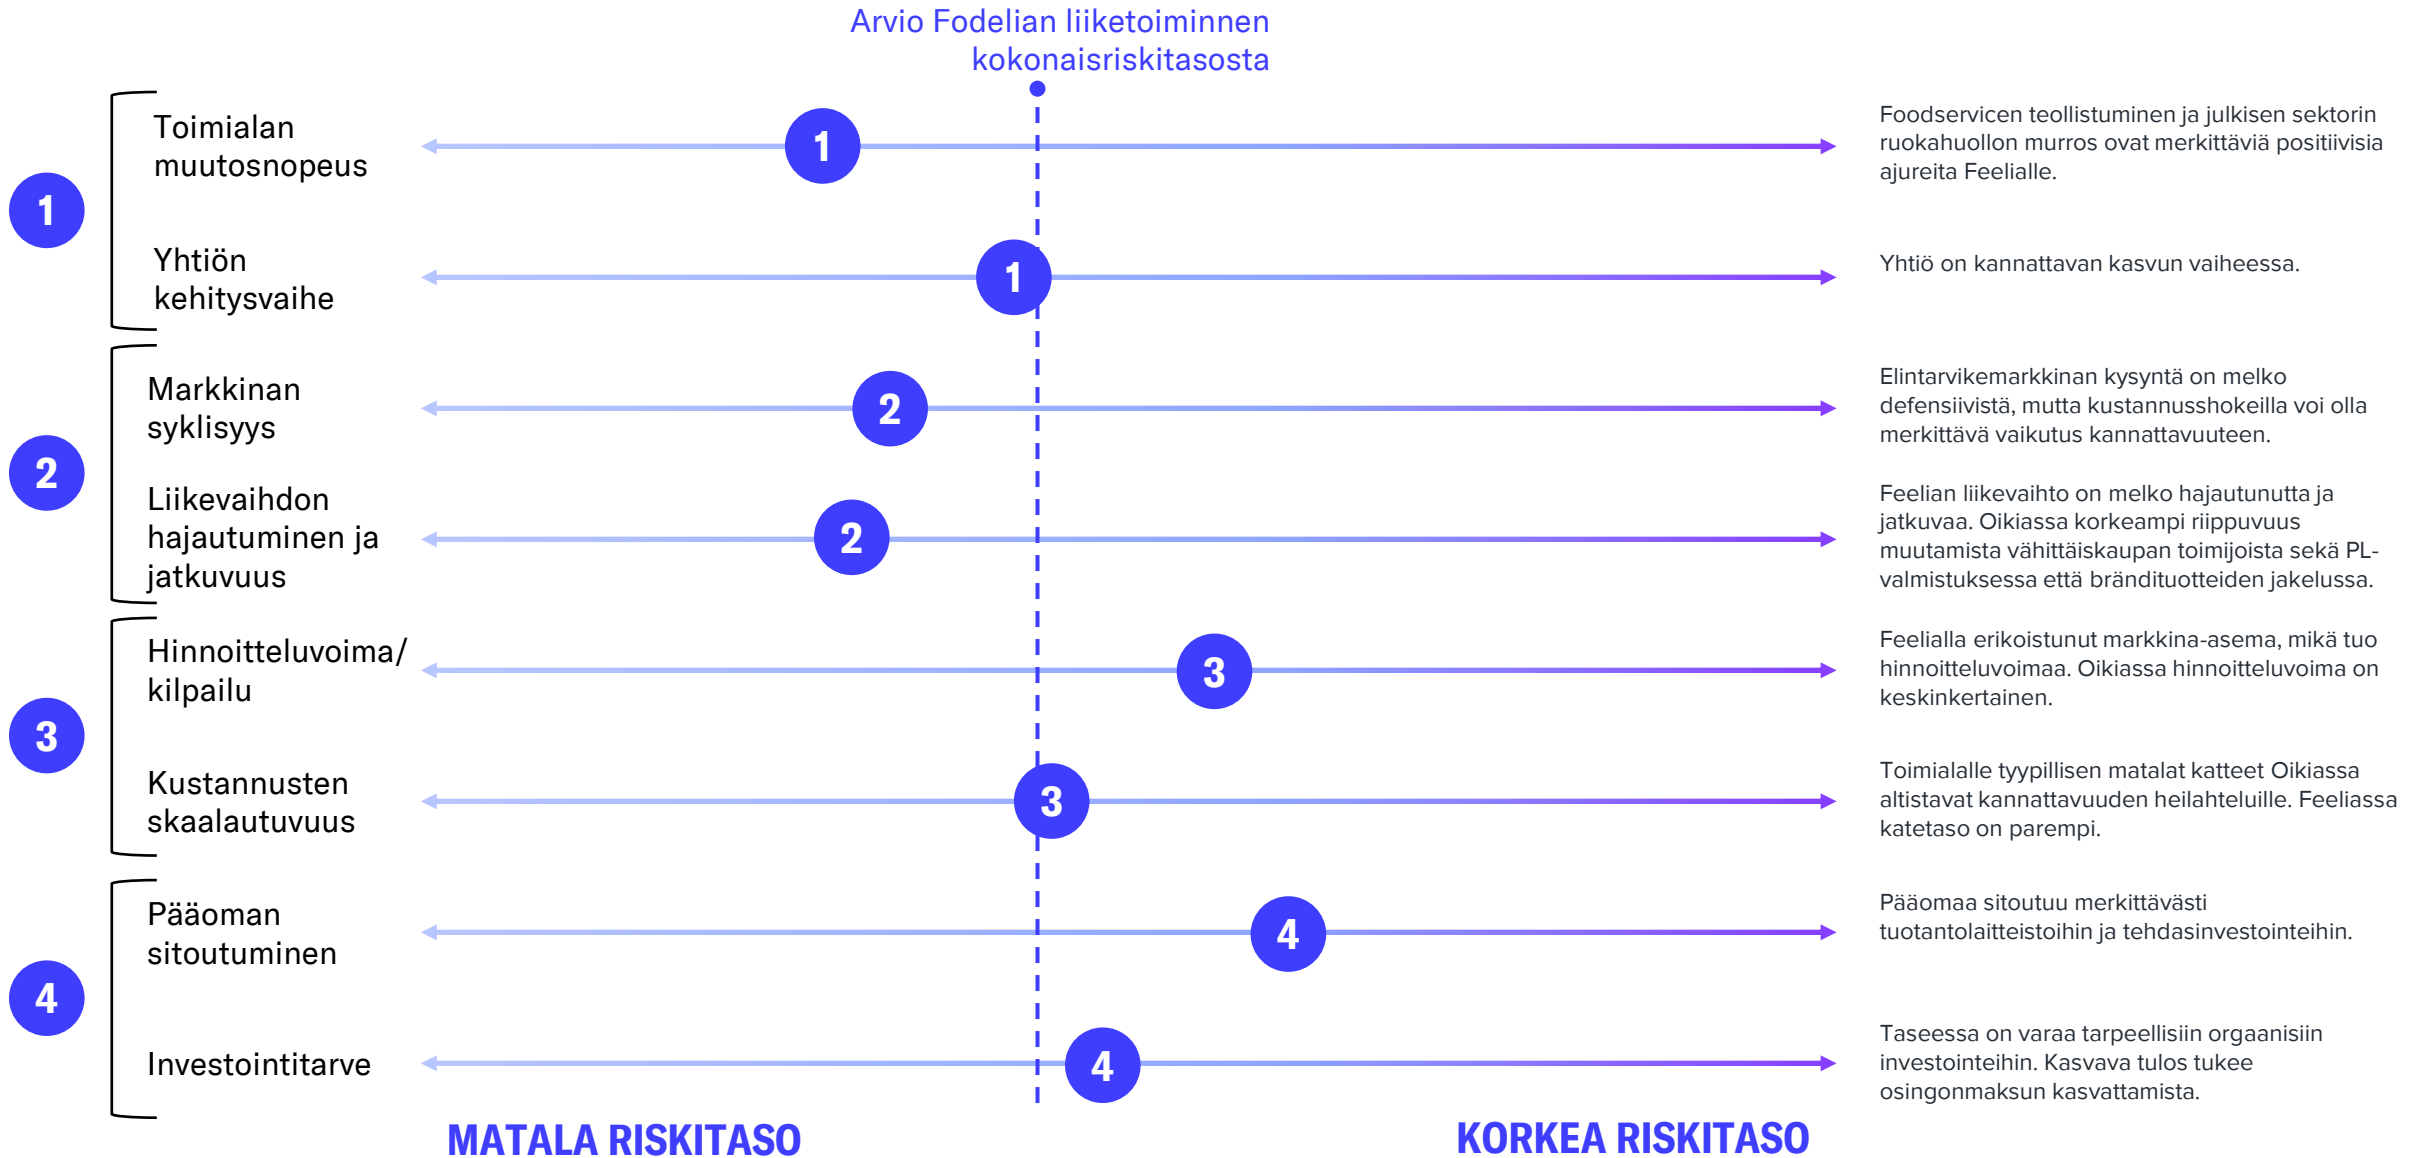 Arvio Fodelian liiketoiminnen
kokonaisriskitasosta
1
Toimialan
muutosnopeus
1
Foodservicen teollistuminen ja julkisen sektorin
ruokahuollon murros ovat merkittäviä positiivisia
ajureita Feelialle.
Yhtiön
kehitysvaihe
1
Yhtiö on kannattavan kasvun vaiheessa.
2
Markkinan
syklisyys
2
Elintarvikemarkkinan kysyntä on melko
defensiivistä, mutta kustannusshokeilla voi olla
merkittävä vaikutus kannattavuuteen.
Liikevaihdon
hajautuminen ja
jatkuvuus
2
Feelian liikevaihto on melko hajautunutta ja
jatkuvaa. Oikiassa korkeampi riippuvuus
muutamista vähittäiskaupan toimijoista sekä PL-
valmistuksessa että brändituotteiden jakelussa.
3
Hinnoitteluvoima/
kilpailu
3
Feelialla erikoistunut markkina-asema, mikä tuo
hinnoitteluvoimaa. Oikiassa hinnoitteluvoima on
keskinkertainen.
Kustannusten
skaalautuvuus
3
Toimialalle tyypillisen matalat katteet Oikiassa
altistavat kannattavuuden heilahteluille. Feeliassa
katetaso on parempi.
4
Pääoman
sitoutuminen
4
Pääomaa sitoutuu merkittävästi
tuotantolaitteistoihin ja tehdasinvestointeihin.
Investointitarve
4
Taseessa on varaa tarpeellisiin orgaanisiin
investointeihin. Kasvava tulos tukee
osingonmaksun kasvattamista.
MATALA RISKITASO
KORKEA RISKITASO